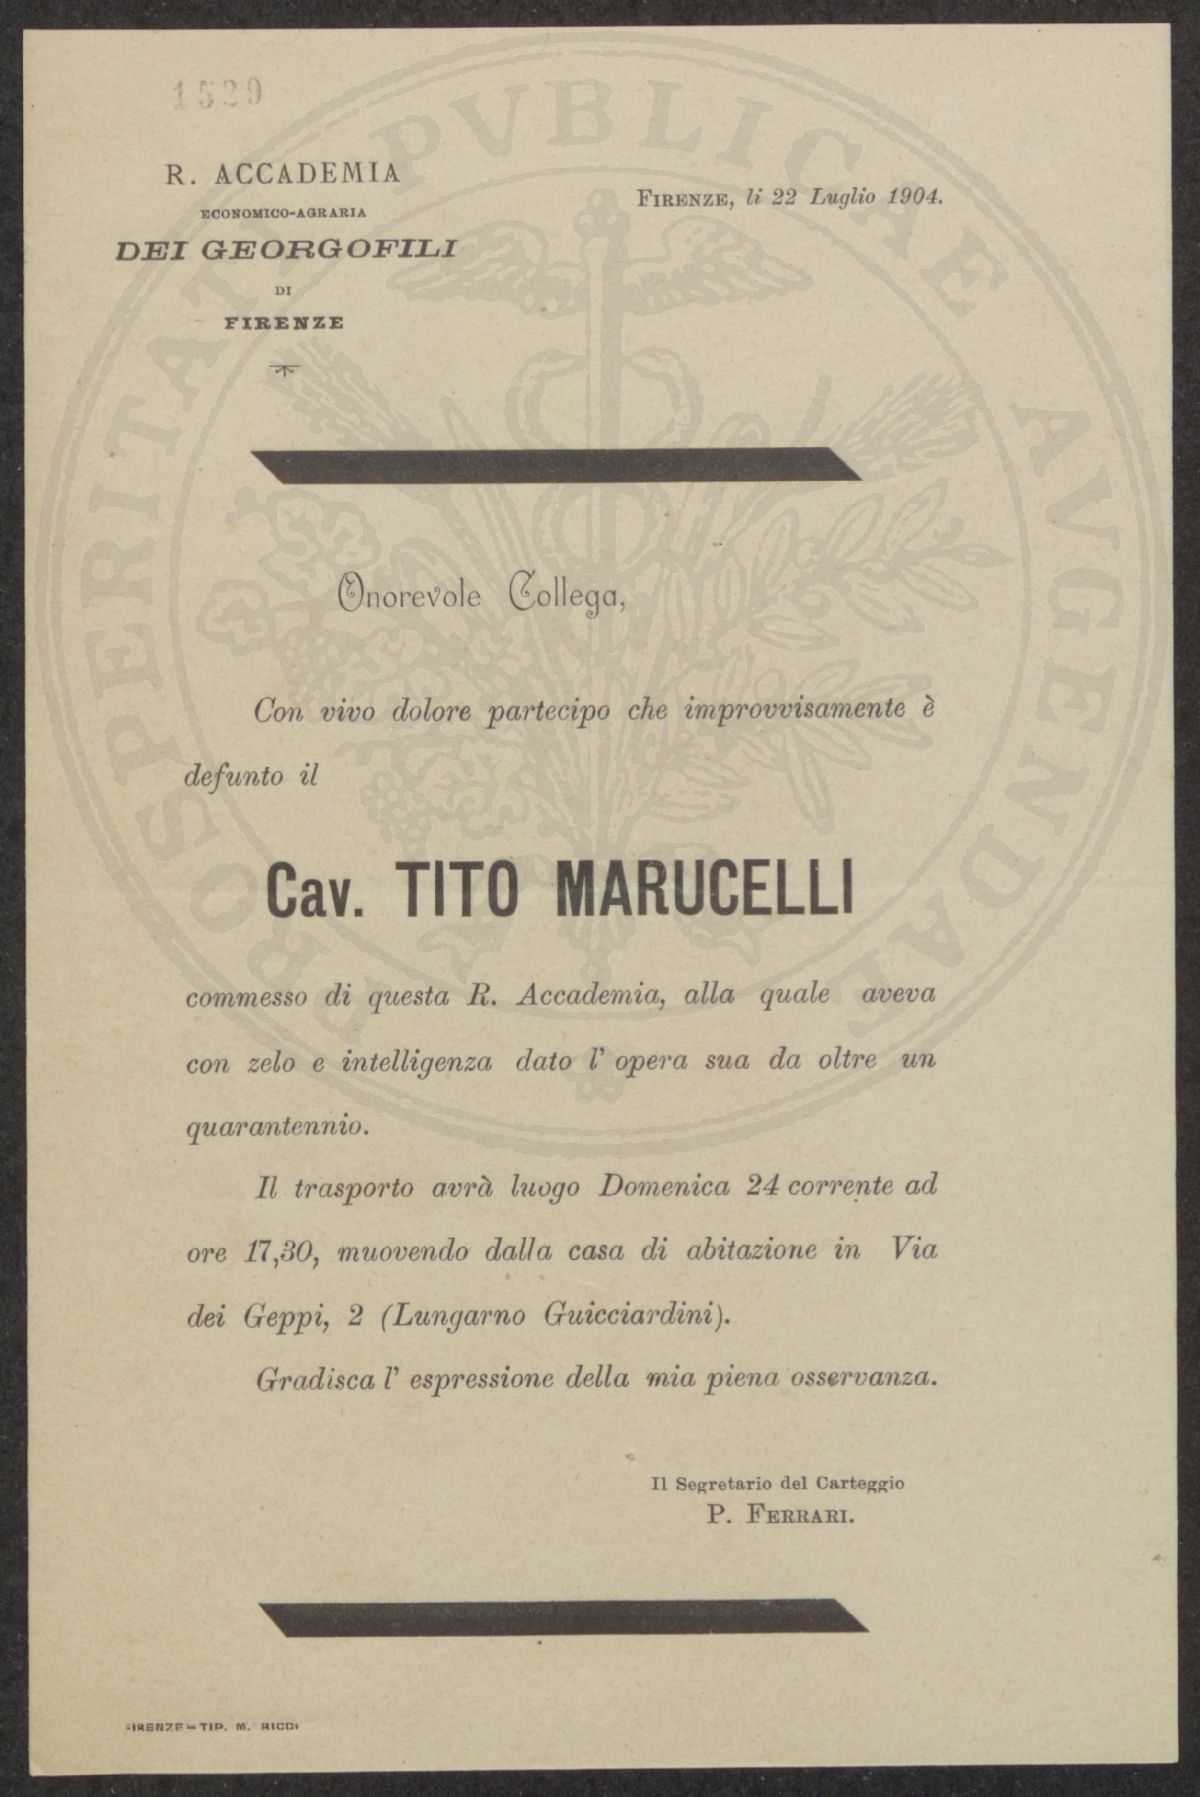 1529
R. ACCADEMIA
ECONOMICO-AGRARIA
DEI GEORGOFILI
DI
FIRENZE
FIRENZE, li 22 Luglio 1904.
Onorevole Collega,
Con vivo dolore partecipo che improvvisamente è
defunto il
Cav. TITO MARUCELLI
commesso di questa R. Accademia, alla quale aveva
con zelo e intelligenza dato l' opera sua da oltre un
quarantennio.
Il trasporto avrà luogo Domenica 24 corrente ad
ore 17,30, muovendo dalla casa di abitazione in Via
dei Geppi, 2 (Lungarno Guicciardini).
Gradisca l' espressione della mia piena osservanza.
Il Segretario del Carteggio
P. FERRARI.
FIRENZE - TIP. M. RICCI
PROSPERITATI PVBLICAE AVGENDAE